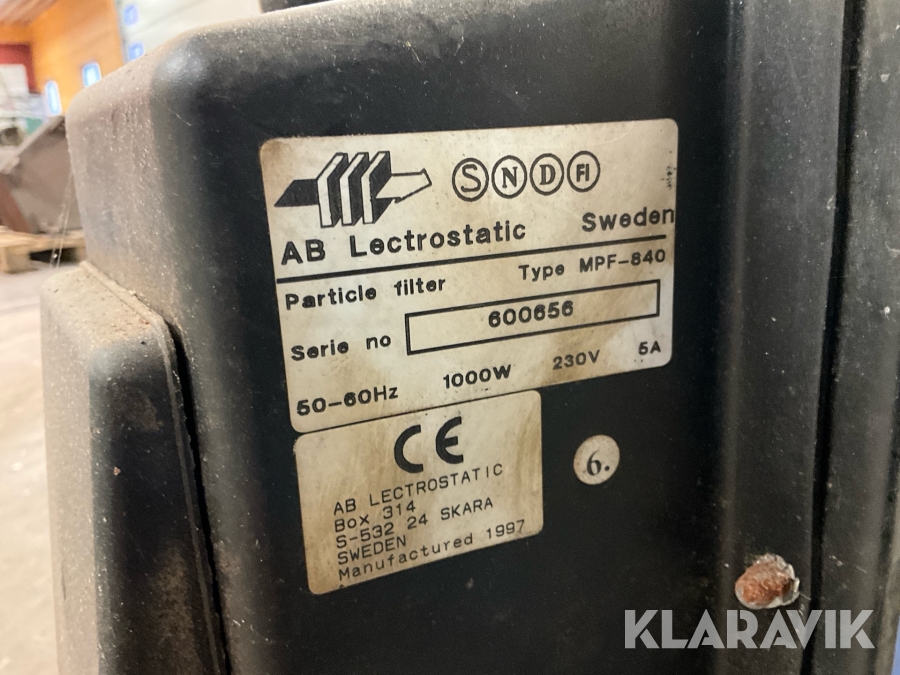 S N D FI
AB Lectrostatic Sweden
Particle filter Type MPF-840
Serie no 600656
50-60Hz 1000W 230V 5A
CE
AB LECTROSTATIC
Box 314
S-532 24 SKARA
SWEDEN
Manufactured 1997
6.
KLARAVIK